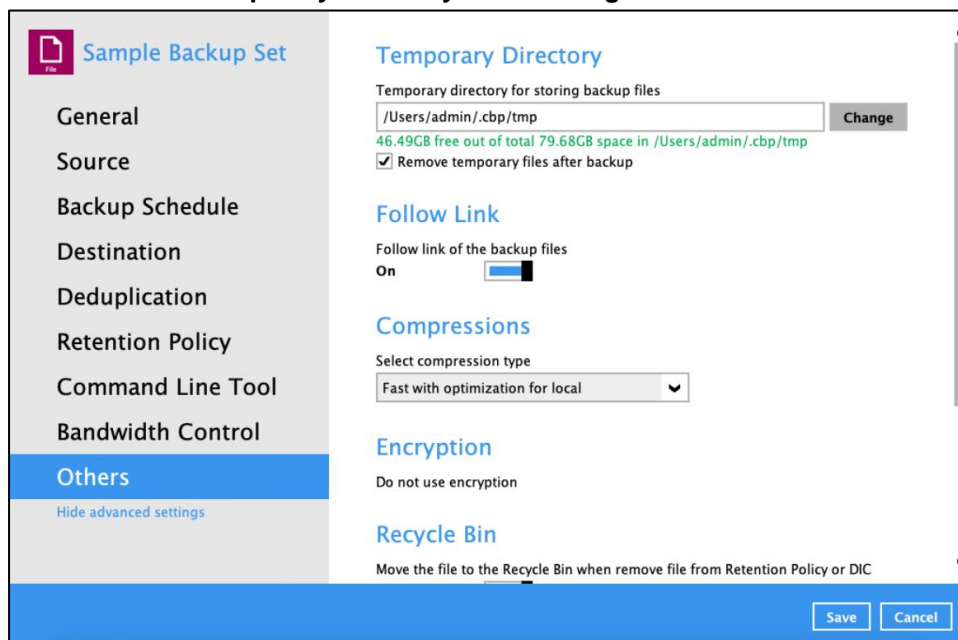 Sample Backup Set
File
General
Source
Backup Schedule
Destination
Deduplication
Retention Policy
Command Line Tool
Bandwidth Control
Others
Hide advanced settings
Temporary Directory
Temporary directory for storing backup files
/Users/admin/.cbp/tmp
Change
46.49GB free out of total 79.68GB space in /Users/admin/.cbp/tmp
Remove temporary files after backup
Follow Link
Follow link of the backup files
On
Compressions
Select compression type
Fast with optimization for local
Encryption
Do not use encryption
Recycle Bin
Move the file to the Recycle Bin when remove file from Retention Policy or DIC
Save
Cancel